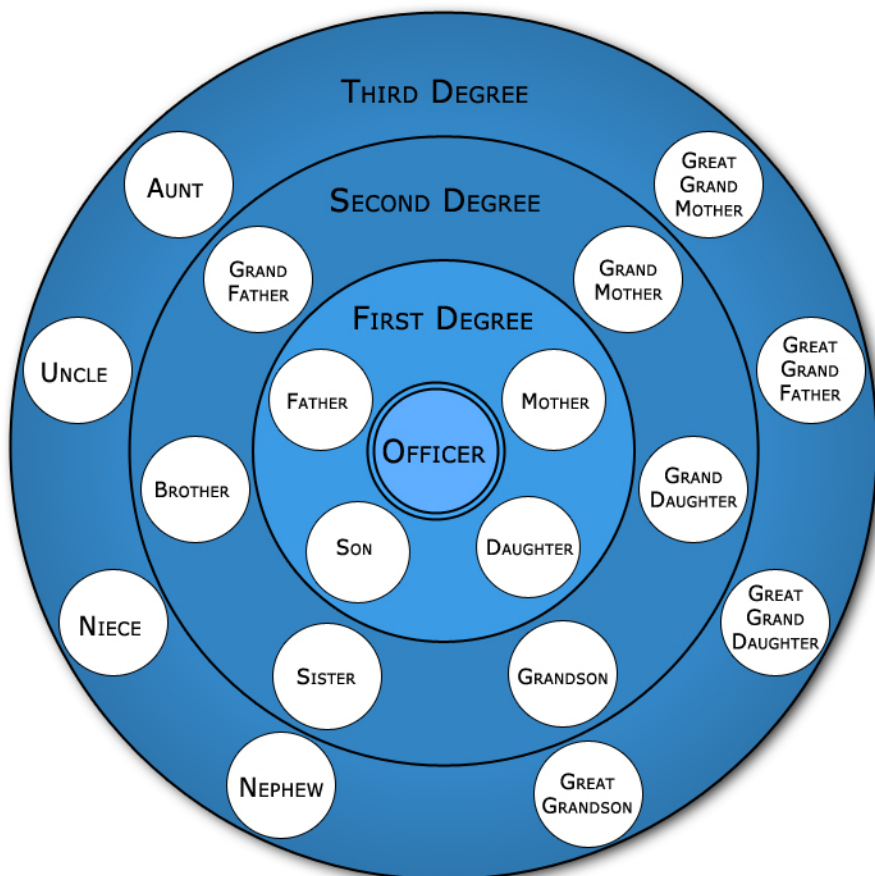 Third Degree
Aunt
Great
Grand
Mother
Second Degree
Grand
Father
Grand
Mother
First Degree
Uncle
Great
Grand
Father
Father
Mother
Officer
Brother
Grand
Daughter
Son
Daughter
Niece
Great
Grand
Daughter
Sister
Grandson
Nephew
Great
Grandson